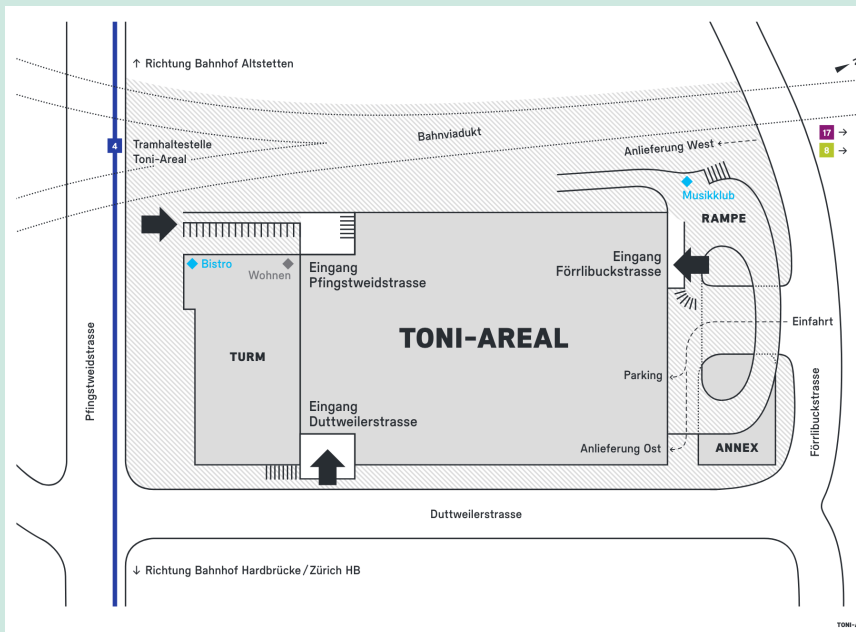 ↑ Richtung Bahnhof Altstetten
17 →
8 →
4
Tramhaltestelle
Toni-Areal
Bahnviadukt
Anlieferung West
Musikklub
RAMPE
Bistro
Wohnen
Eingang
Pfingstweidstrasse
Eingang
Förrlibuckstrasse
TONI-AREAL
TURM
Einfahrt
Pfingstweidstrasse
Parking
Förrlibuckstrasse
Eingang
Duttweilerstrasse
Anlieferung Ost
ANNEX
Duttweilerstrasse
↓ Richtung Bahnhof Hardbrücke / Zürich HB